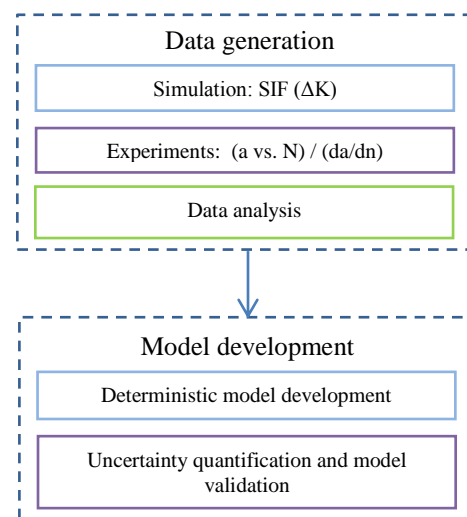 Data generation
Simulation: SIF (ΔK)
Experiments:  (a vs. N) / (da/dn)
Data analysis
Model development
Deterministic model development
Uncertainty quantification and model
validation